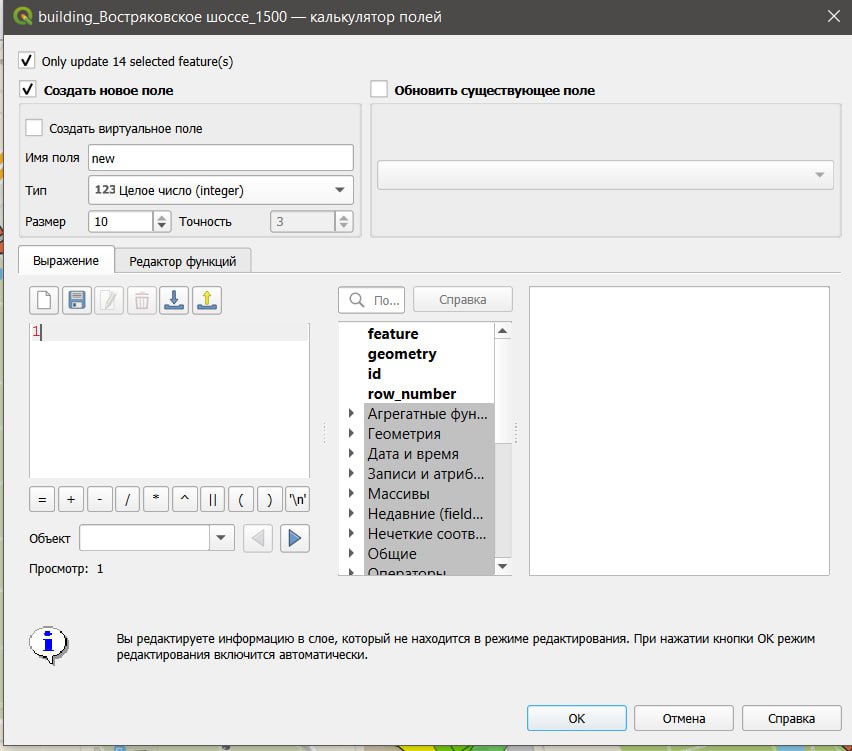 building_Востряковское шоссе_1500 — калькулятор полей
Only update 14 selected feature(s)
Создать новое поле
Обновить существующее поле
Создать виртуальное поле
Имя поля new
Тип 123 Целое число (integer)
Размер 10 Точность 3
Выражение Редактор функций
По... Справка
1
feature
geometry
id
row_number
Агрегатные фун...
Геометрия
Дата и время
Записи и атриб...
Массивы
Недавние (field...
Нечеткие соотв...
Общие
Операторы
= + - / * ^ || ( ) '\n'
Объект
Просмотр: 1
Вы редактируете информацию в слое, который не находится в режиме редактирования. При нажатии кнопки OK режим
редактирования включится автоматически.
OK Отмена Справка